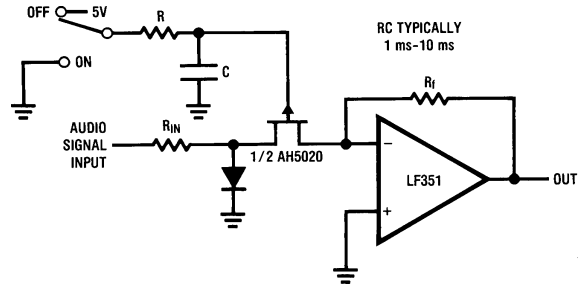 OFF
5V
R
RC TYPICALLY
1 ms-10 ms
ON
C
Rf
AUDIO
SIGNAL
INPUT
RIN
1/2 AH5020
−
LF351
OUT
+